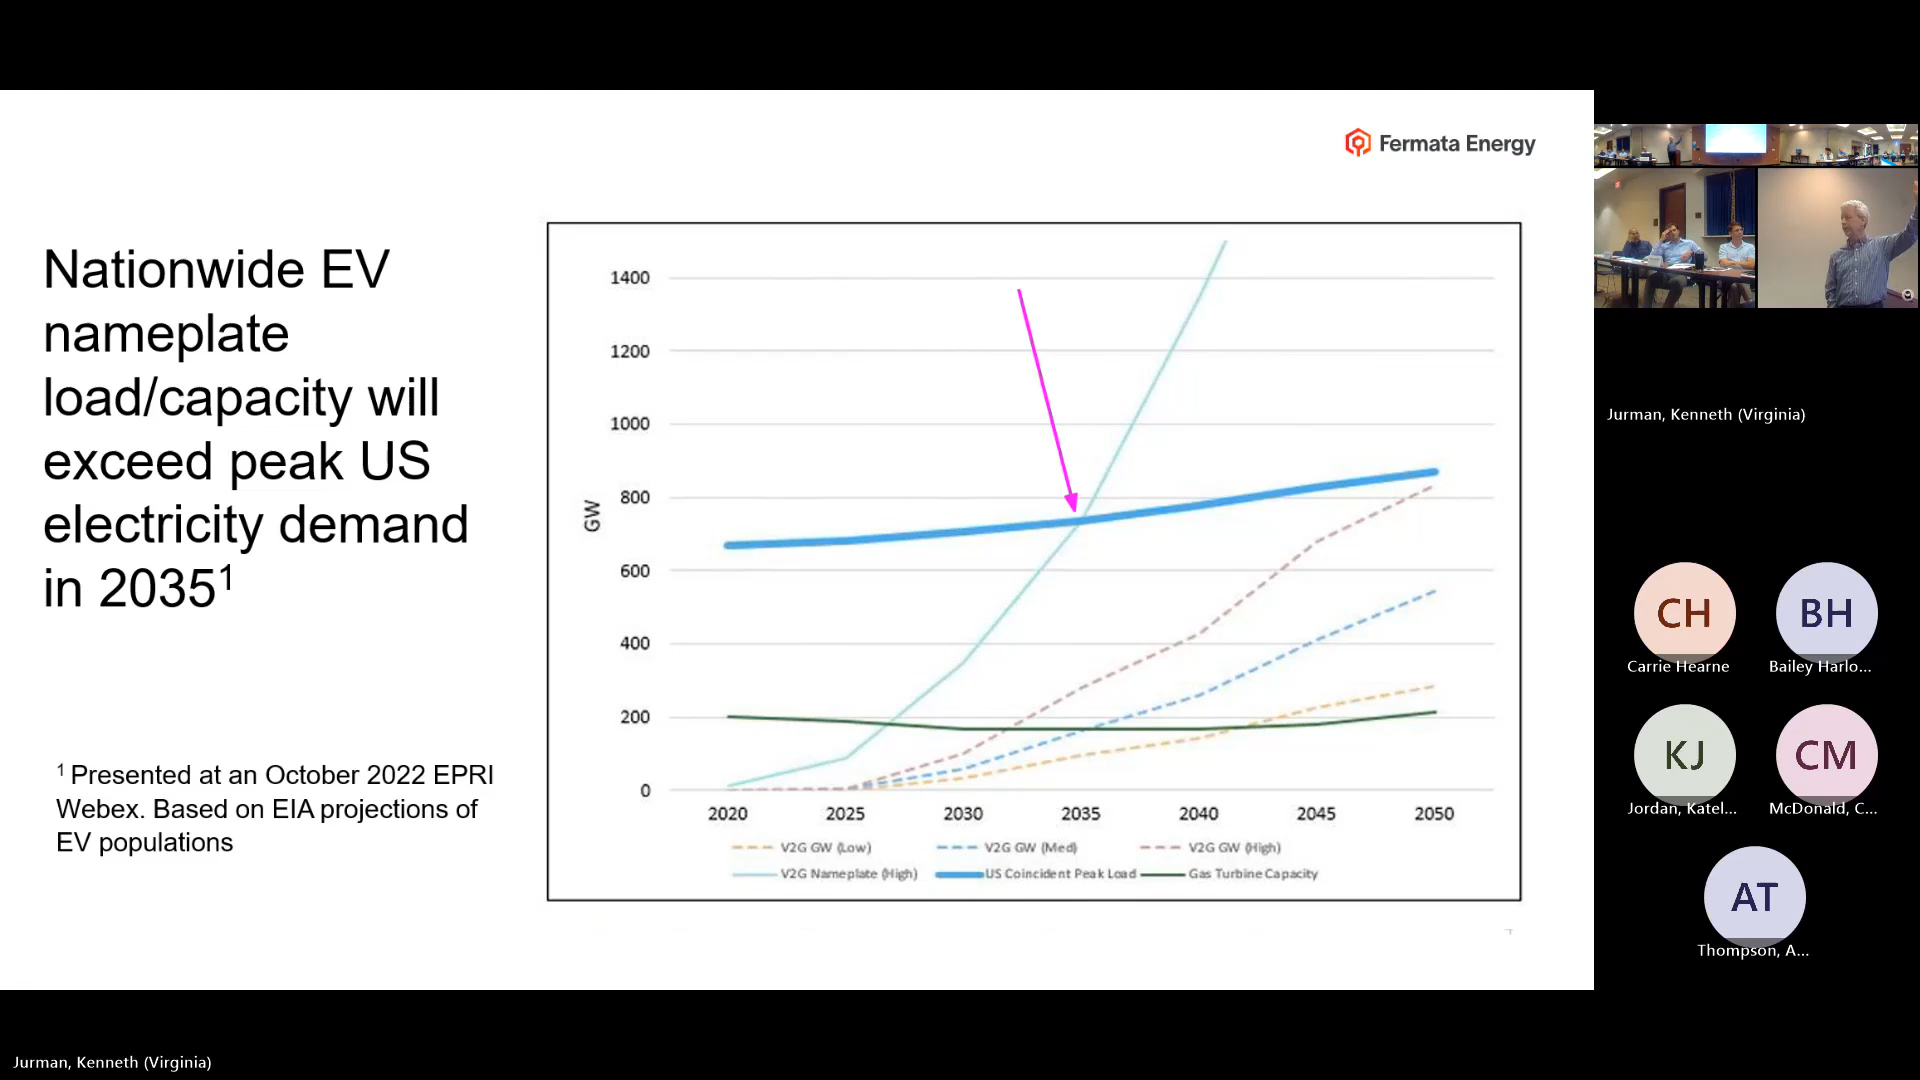 Fermata Energy
Nationwide EV
nameplate
load/capacity will
exceed peak US
electricity demand
in 2035¹
¹ Presented at an October 2022 EPRI
Webex. Based on EIA projections of
EV populations
GW
1400
1200
1000
800
600
400
200
0
2020 2025 2030 2035 2040 2045 2050
V2G GW (Low) V2G GW (Med) V2G GW (High)
V2G Nameplate (High) US Coincident Peak Load Gas Turbine Capacity
Jurman, Kenneth (Virginia)
CH BH
Carrie Hearne Bailey Harlo...
KJ CM
Jordan, Katel... McDonald, C...
AT
Thompson, A...
Jurman, Kenneth (Virginia)